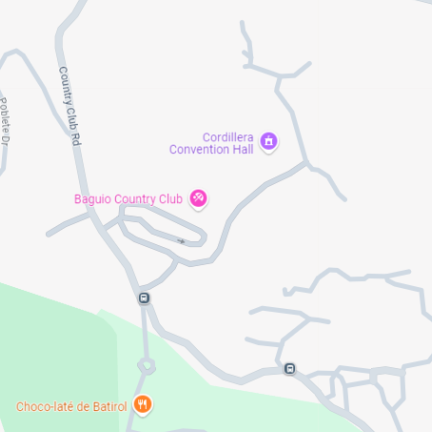 Country Club Rd
Poblete Dr
Cordillera
Convention Hall
Baguio Country Club
Choco-late de Batirol